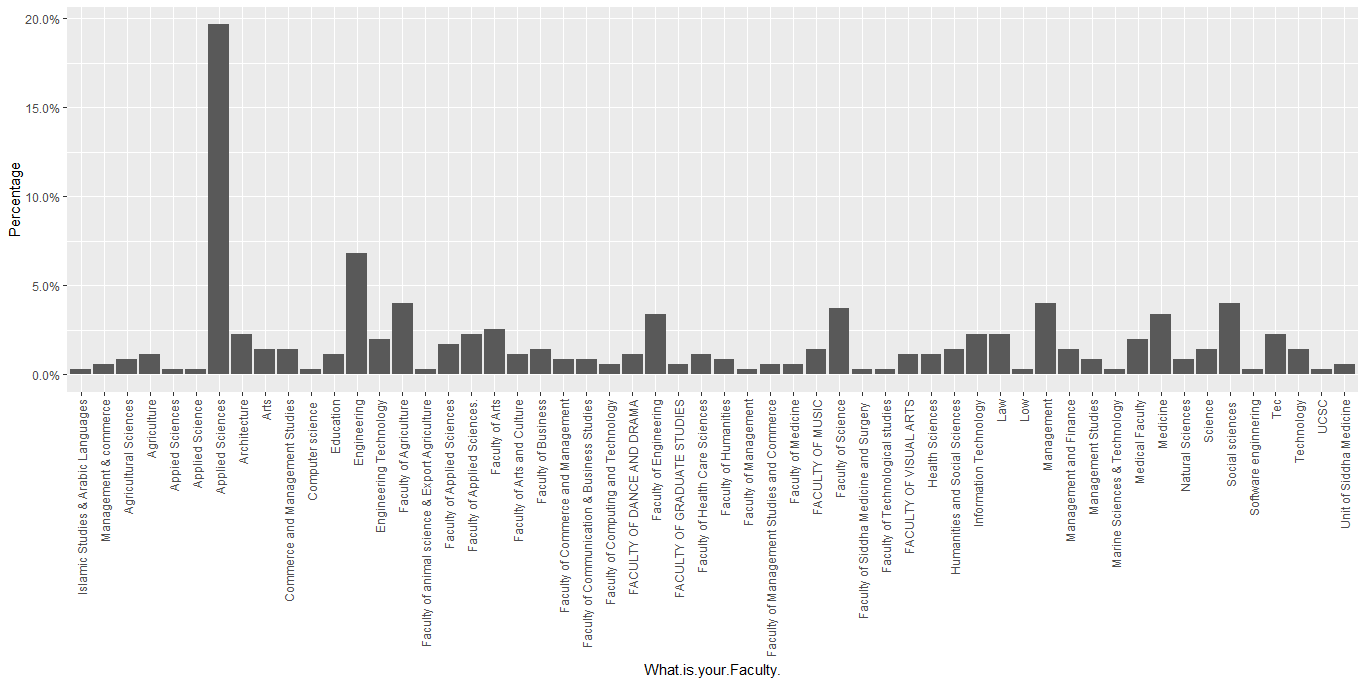 20.0%
15.0%
10.0%
5.0%
0.0%
Percentage
Islamic Studies & Arabic Languages
Management & commerce
Agricultural Sciences
Agriculture
Appied Sciences
Applied Science
Applied Sciences
Architecture
Arts
Commerce and Management Studies
Computer science
Education
Engineering
Engineering Technology
Faculty of Agriculture
Faculty of animal science & Export Agriculture
Faculty of Applied Sciences
Faculty of Applied Sciences.
Faculty of Arts
Faculty of Arts and Culture
Faculty of Business
Faculty of Commerce and Management
Faculty of Communication & Business Studies
Faculty of Computing and Technology
FACULTY OF DANCE AND DRAMA
Faculty of Engineering
FACULTY OF GRADUATE STUDIES
Faculty of Health Care Sciences
Faculty of Humanities
Faculty of Management
Faculty of Management Studies and Commerce
Faculty of Medicine
FACULTY OF MUSIC
Faculty of Science
Faculty of Siddha Medicine and Surgery
Faculty of Technological studies
FACULTY OF VISUAL ARTS
Health Sciences
Humanities and Social Sciences
Information Technology
Law
Low
Management
Management and Finance
Management Studies
Marine Sciences & Technology
Medical Faculty
Medicine
Natural Sciences
Science
Social sciences
Software enginnering
Tec
Technology
UCSC
Unit of Siddha Medicine
What.is.your.Faculty.